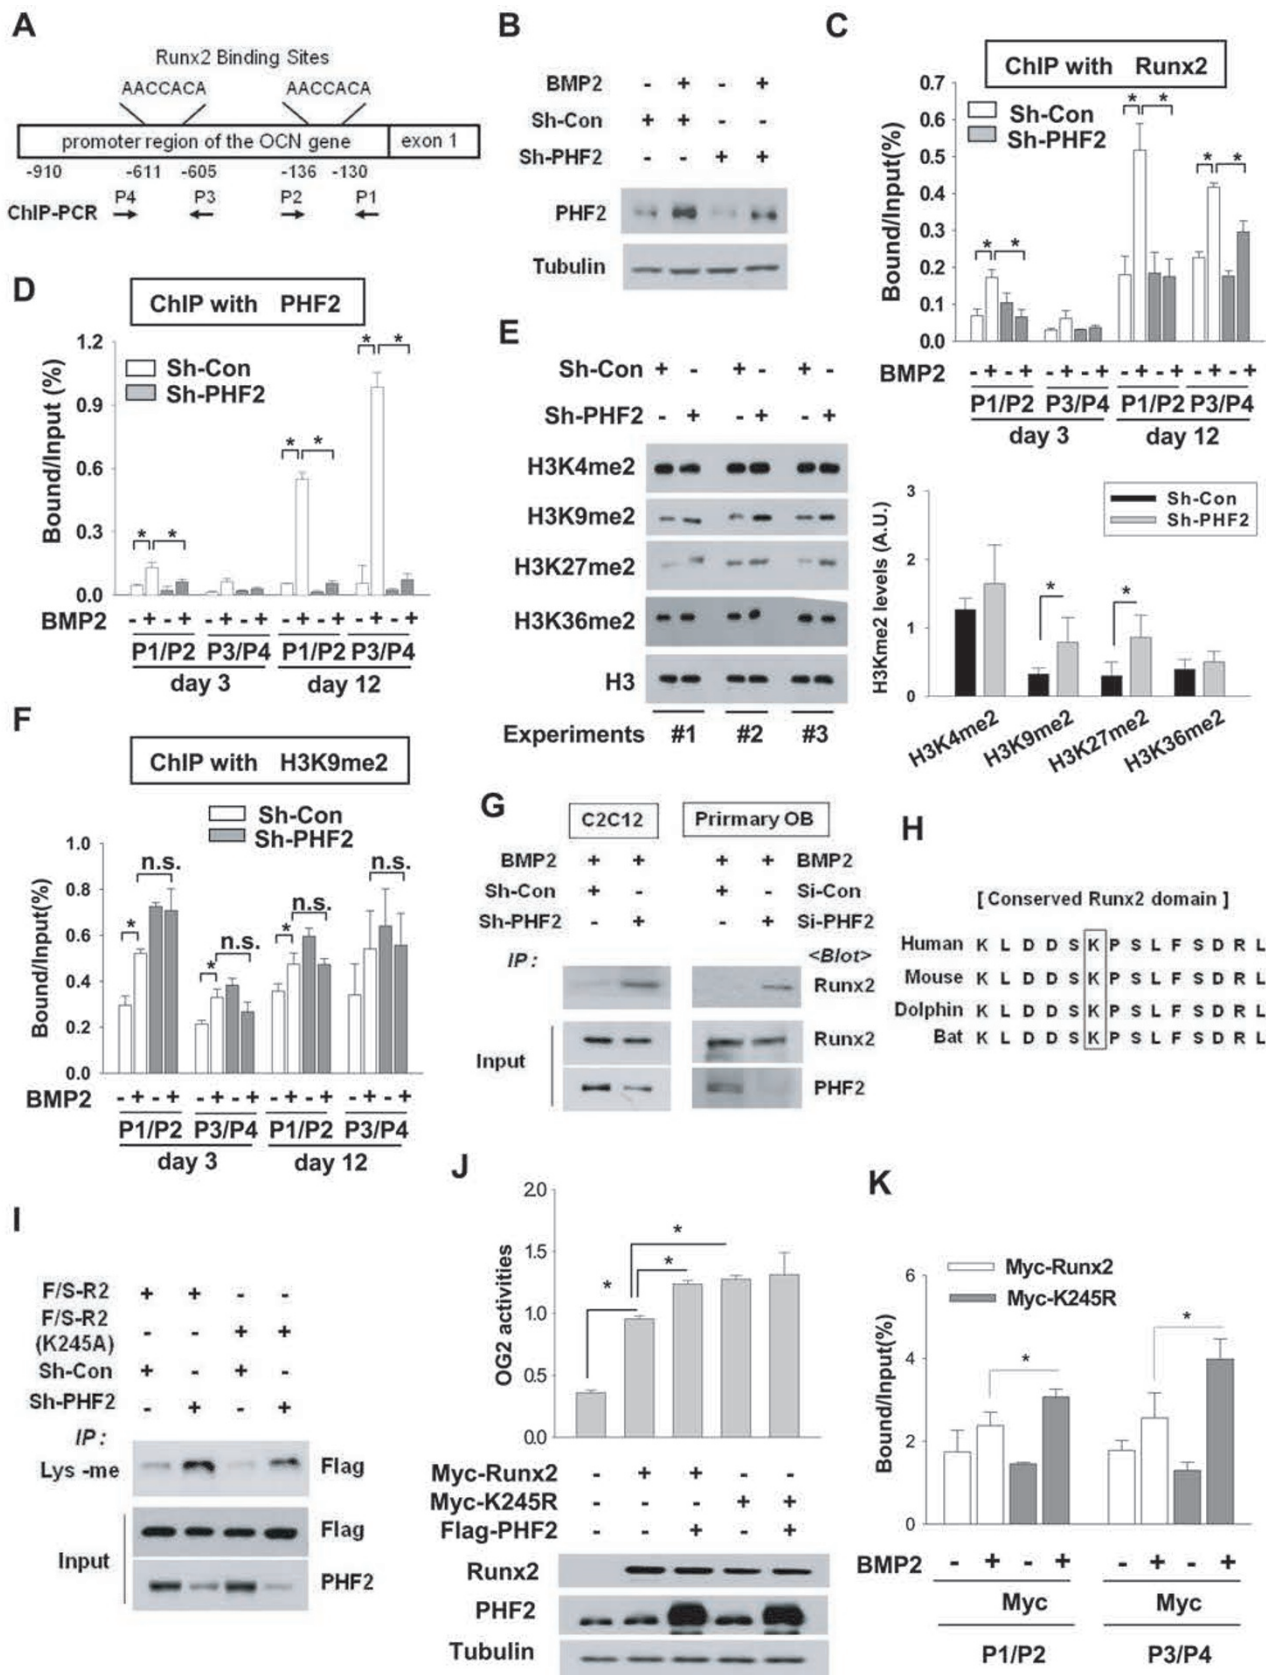 A
Runx2 Binding Sites
AACCACA AACCACA
promoter region of the OCN gene exon 1
-910 -611 -605 -136 -130
P4 P3 P2 P1
ChIP-PCR
B
BMP2 - + - +
Sh-Con + + - -
Sh-PHF2 - - + +
PHF2
Tubulin
C
ChIP with Runx2
Sh-Con
Sh-PHF2
Bound/Input(%)
0.7
0.6
0.5
0.4
0.3
0.2
0.1
0.0
* * * * * *
BMP2 - + - + - + - + - + - + - + - +
P1/P2 P3/P4 P1/P2 P3/P4
day 3 day 12
D
ChIP with PHF2
Sh-Con
Sh-PHF2
Bound/Input (%)
1.2
0.9
0.6
0.3
0.0
* * * * * *
BMP2 - + - + - + - + - + - + - + - +
P1/P2 P3/P4 P1/P2 P3/P4
day 3 day 12
E
Sh-Con + - + - + -
Sh-PHF2 - + - + - +
H3K4me2
H3K9me2
H3K27me2
H3K36me2
H3
Experiments #1 #2 #3
Sh-Con
Sh-PHF2
H3Kme2 levels (A.U.)
3
2
1
0
* *
H3K4me2 H3K9me2 H3K27me2 H3K36me2
F
ChIP with H3K9me2
Sh-Con
Sh-PHF2
Bound/Input(%)
1.0
0.8
0.6
0.4
0.2
0.0
* n.s. * n.s. * n.s. n.s.
BMP2 - + - + - + - + - + - + - + - +
P1/P2 P3/P4 P1/P2 P3/P4
day 3 day 12
G
C2C12 Prirmary OB
BMP2 + + + + BMP2
Sh-Con + - + - Si-Con
Sh-PHF2 - + - + Si-PHF2
IP : <Blot>
Runx2
Input
Runx2
PHF2
H
[ Conserved Runx2 domain ]
Human K L D D S K P S L F S D R L
Mouse K L D D S K P S L F S D R L
Dolphin K L D D S K P S L F S D R L
Bat K L D D S K P S L F S D R L
I
F/S-R2 + + - -
F/S-R2
(K245A) - - + +
Sh-Con + - + -
Sh-PHF2 - + - +
IP :
Lys -me Flag
Input
Flag
PHF2
J
OG2 activities
2.0
1.5
1.0
0.5
0.0
* * *
Myc-Runx2 - + + - -
Myc-K245R - - - + +
Flag-PHF2 - - + - +
Runx2
PHF2
Tubulin
K
Myc-Runx2
Myc-K245R
Bound/Input(%)
6
4
2
0
* *
BMP2 - + - + - + - +
Myc Myc
P1/P2 P3/P4